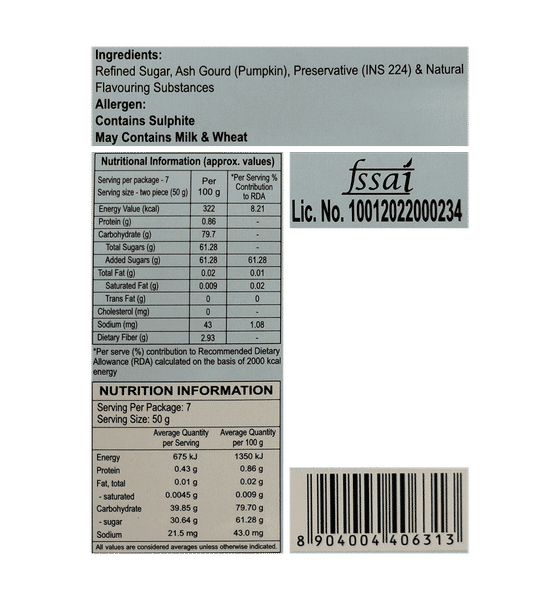 Ingredients:
Refined Sugar, Ash Gourd (Pumpkin), Preservative (INS 224) & Natural
Flavouring Substances
Allergen:
Contains Sulphite
May Contains Milk & Wheat
Nutritional Information (approx. values)
Serving per package - 7
Serving size - two piece (50 g)
Per 100 g
*Per Serving % Contribution to RDA
Energy Value (kcal) 322 8.21
Protein (g) 0.86 -
Carbohydrate (g) 79.7 -
Total Sugars (g) 61.28 -
Added Sugars (g) 61.28 61.28
Total Fat (g) 0.02 0.01
Saturated Fat (g) 0.009 0.02
Trans Fat (g) 0 0
Cholesterol (mg) 0 -
Sodium (mg) 43 1.08
Dietary Fiber (g) 2.93 -
*Per serve (%) contribution to Recommended Dietary
Allowance (RDA) calculated on the basis of 2000 kcal
energy
NUTRITION INFORMATION
Serving Per Package: 7
Serving Size: 50 g
Average Quantity per Serving
Average Quantity per 100 g
Energy 675 kJ 1350 kJ
Protein 0.43 g 0.86 g
Fat, total 0.01 g 0.02 g
- saturated 0.0045 g 0.009 g
Carbohydrate 39.85 g 79.70 g
- sugar 30.64 g 61.28 g
Sodium 21.5 mg 43.0 mg
All values are considered averages unless otherwise indicated.
fssai
Lic. No. 10012022000234
8 904004 406313